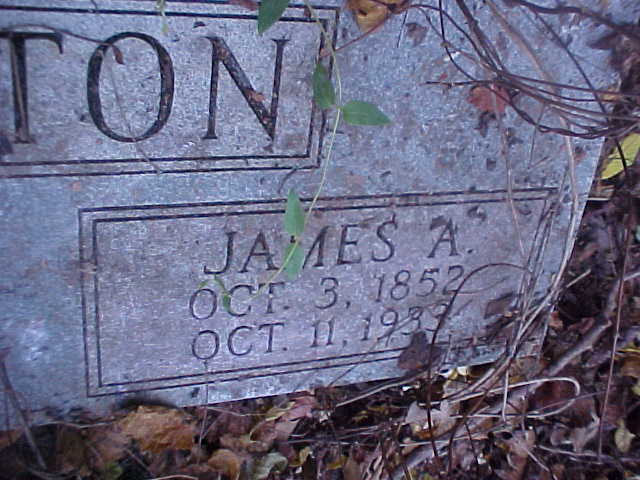 TON
JAMES A.
OCT. 3, 1852
OCT. 11, 1933